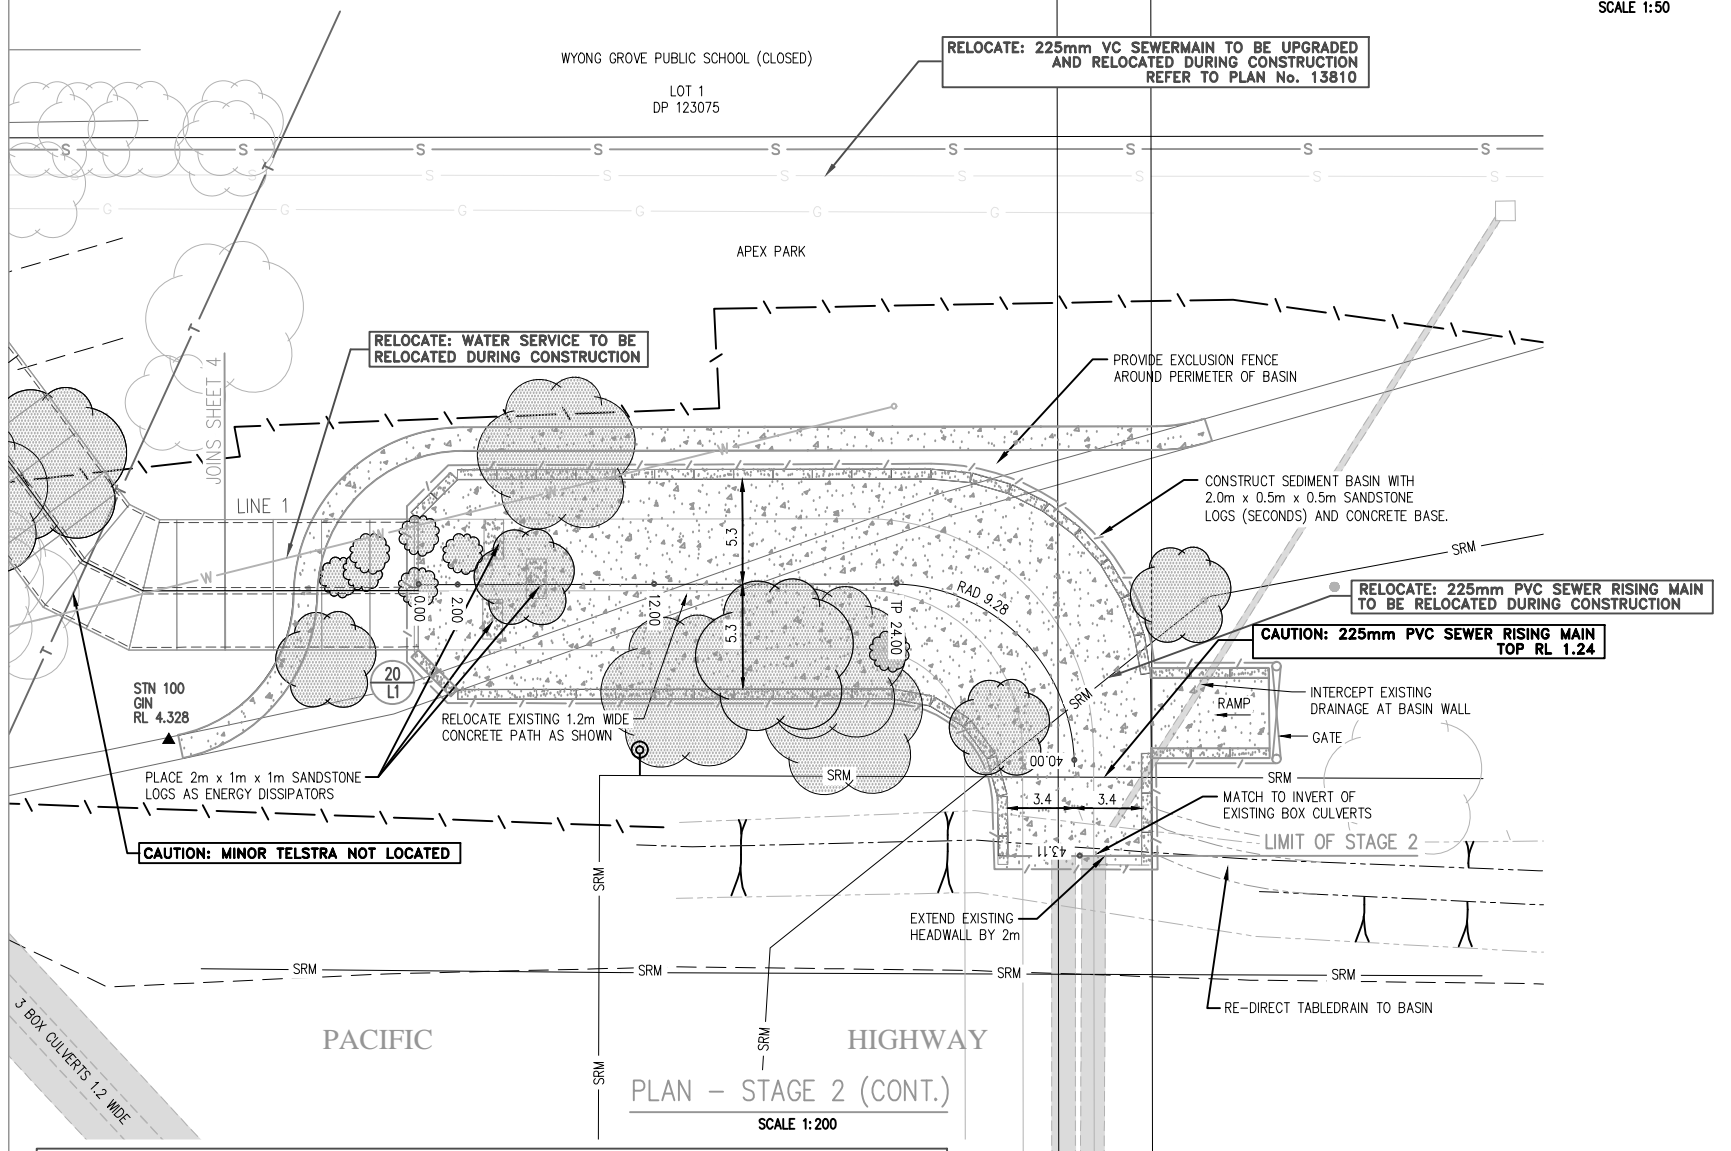 SCALE 1:50
WYONG GROVE PUBLIC SCHOOL (CLOSED)
LOT 1
DP 123075
RELOCATE: 225mm VC SEWERMAIN TO BE UPGRADED
AND RELOCATED DURING CONSTRUCTION
REFER TO PLAN No. 13810
T
S S S S S S S S S
S S S S S S S S
G G G G G G
APEX PARK
T
RELOCATE: WATER SERVICE TO BE
RELOCATED DURING CONSTRUCTION
PROVIDE EXCLUSION FENCE
AROUND PERIMETER OF BASIN
JOINS SHEET 4
LINE 1
W
W
W
W
CONSTRUCT SEDIMENT BASIN WITH
2.0m x 0.5m x 0.5m SANDSTONE
LOGS (SECONDS) AND CONCRETE BASE.
SRM
5.3
5.3
0.00
2.00
12.00
TP 24.00
RAD 9.28
RELOCATE: 225mm PVC SEWER RISING MAIN
TO BE RELOCATED DURING CONSTRUCTION
CAUTION: 225mm PVC SEWER RISING MAIN
TOP RL 1.24
T
STN 100
GIN
RL 4.328
20
L1
SRM
INTERCEPT EXISTING
DRAINAGE AT BASIN WALL
RAMP
RELOCATE EXISTING 1.2m WIDE
CONCRETE PATH AS SHOWN
GATE
40.00
PLACE 2m x 1m x 1m SANDSTONE
LOGS AS ENERGY DISSIPATORS
SRM
SRM
3.4
3.4
MATCH TO INVERT OF
EXISTING BOX CULVERTS
LIMIT OF STAGE 2
43.11
CAUTION: MINOR TELSTRA NOT LOCATED
SRM
EXTEND EXISTING
HEADWALL BY 2m
SRM
SRM
SRM
SRM
RE-DIRECT TABLEDRAIN TO BASIN
3 BOX CULVERTS 1.2 WIDE
PACIFIC
HIGHWAY
SRM
SRM
PLAN - STAGE 2 (CONT.)
SCALE 1:200